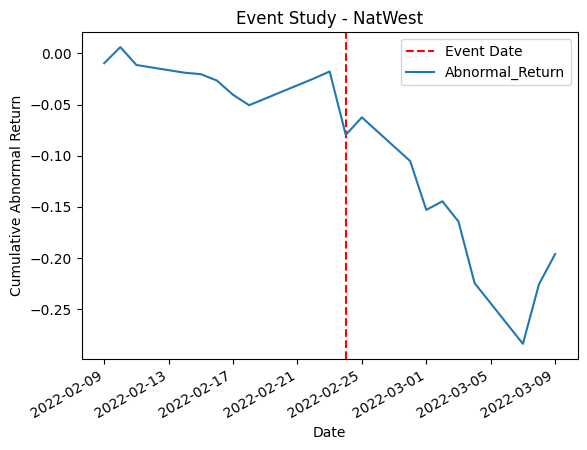 Event Study - NatWest
Event Date
Abnormal_Return
Cumulative Abnormal Return
0.00
−0.05
−0.10
−0.15
−0.20
−0.25
2022-02-09
2022-02-13
2022-02-17
2022-02-21
2022-02-25
2022-03-01
2022-03-05
2022-03-09
Date